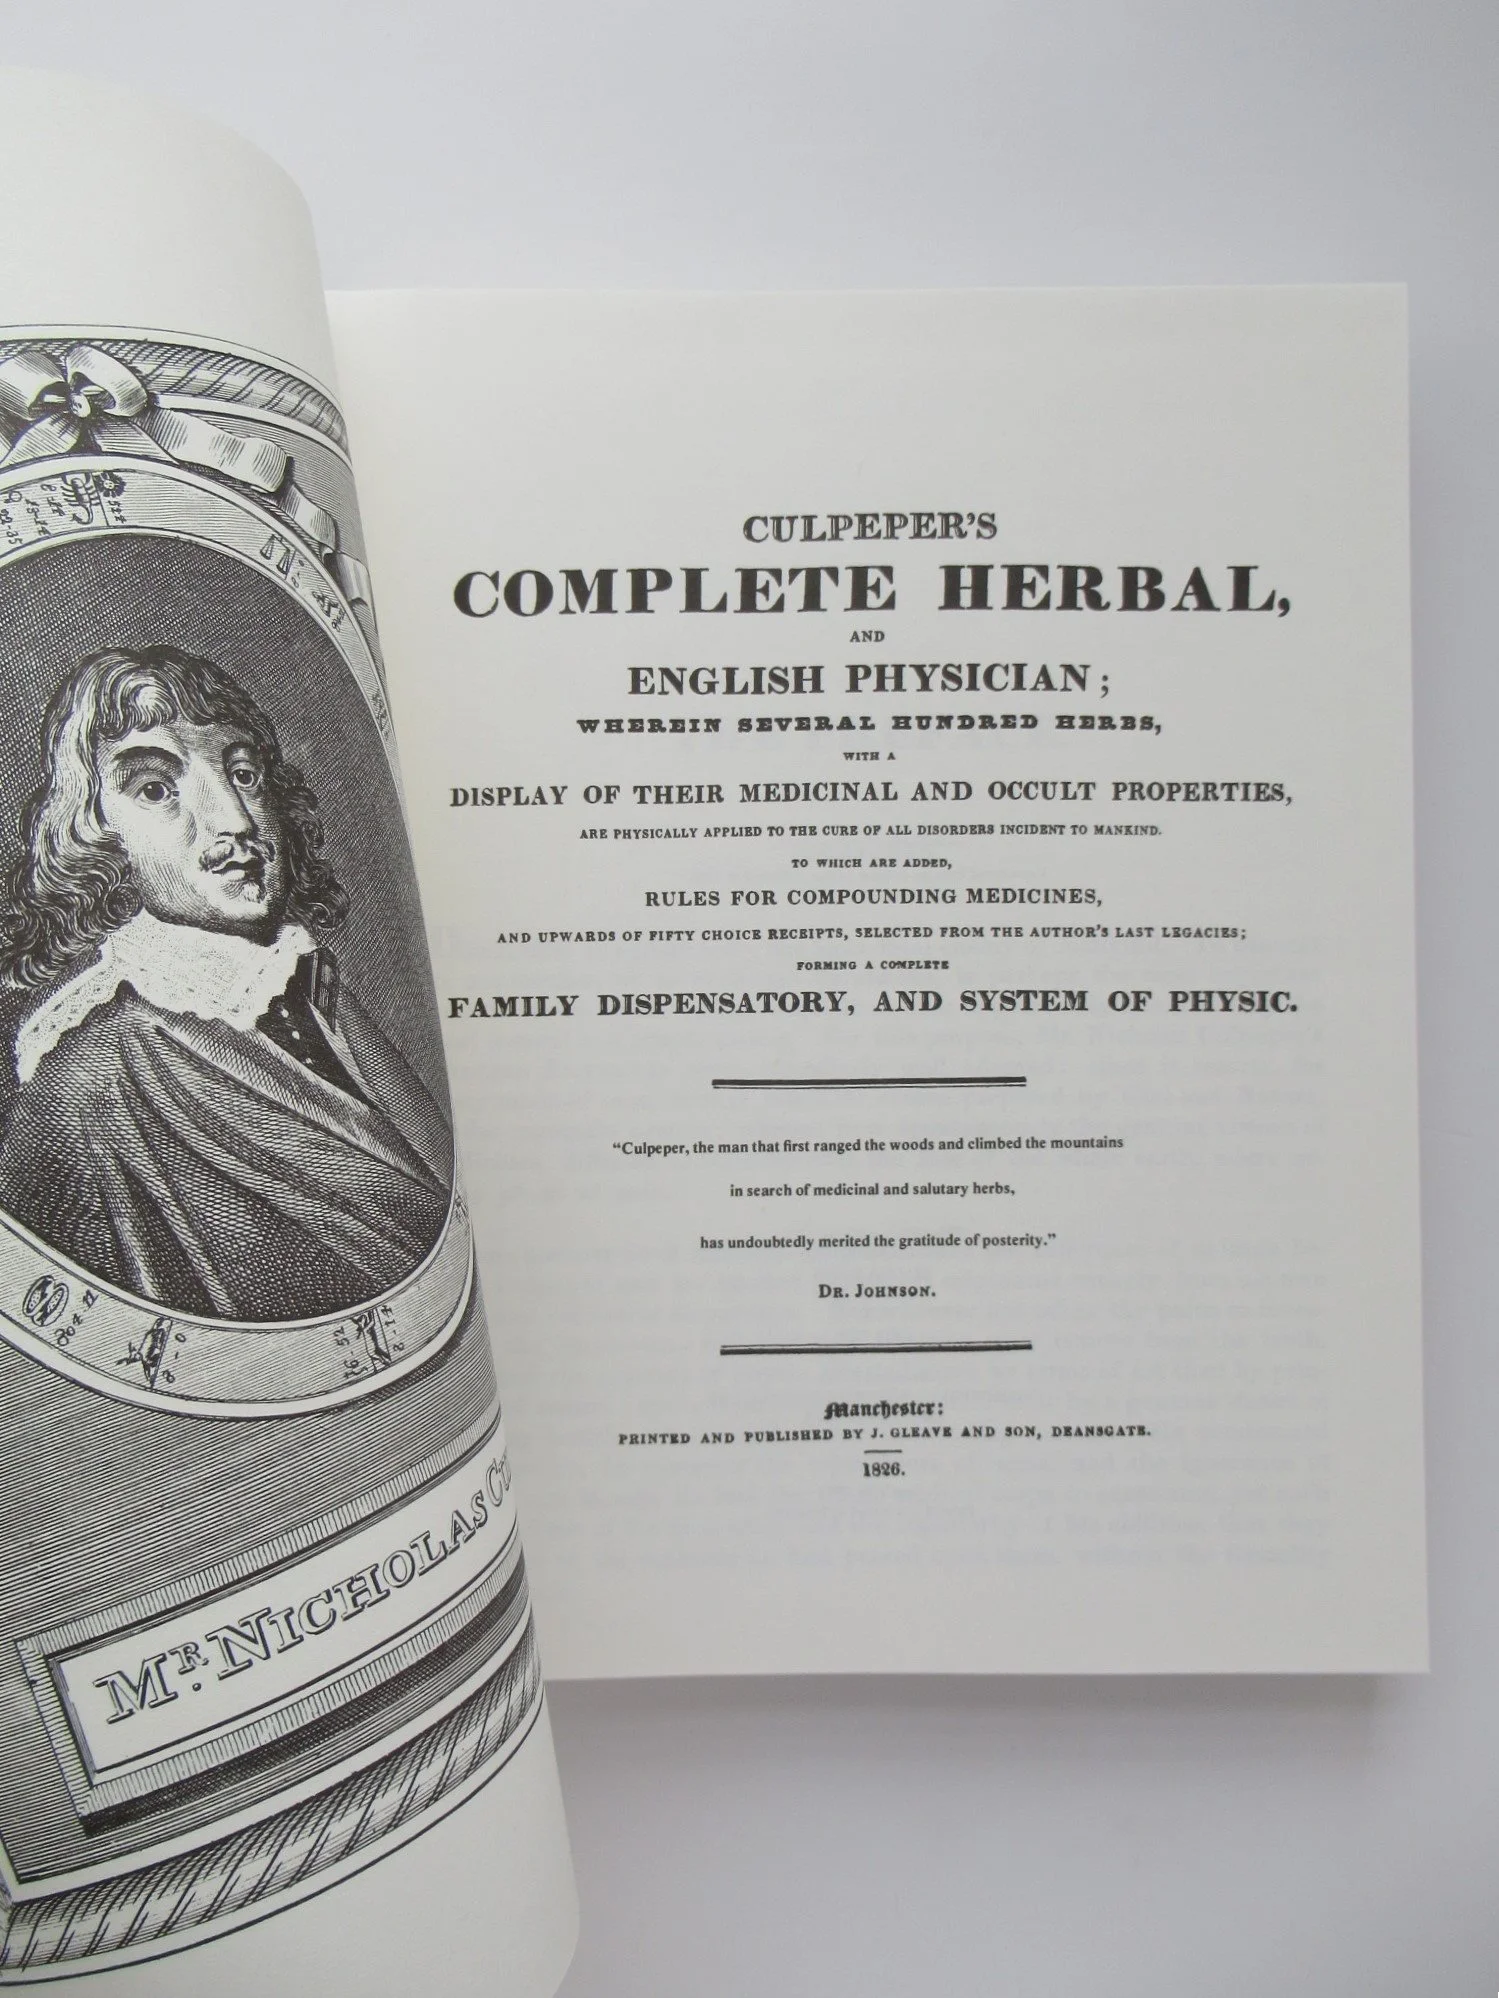 CULPEPER'S
COMPLETE HERBAL,
AND
ENGLISH PHYSICIAN;
WHEREIN SEVERAL HUNDRED HERBS,
WITH A
DISPLAY OF THEIR MEDICINAL AND OCCULT PROPERTIES,
ARE PHYSICALLY APPLIED TO THE CURE OF ALL DISORDERS INCIDENT TO MANKIND.
TO WHICH ARE ADDED,
RULES FOR COMPOUNDING MEDICINES,
AND UPWARDS OF FIFTY CHOICE RECEIPTS, SELECTED FROM THE AUTHOR'S LAST LEGACIES;
FORMING A COMPLETE
FAMILY DISPENSATORY, AND SYSTEM OF PHYSIC.
“Culpeper, the man that first ranged the woods and climbed the mountains
in search of medicinal and salutary herbs,
has undoubtedly merited the gratitude of posterity.”
DR. JOHNSON.
Manchester:
PRINTED AND PUBLISHED BY J. GLEAVE AND SON, DEANSGATE.
1826.
MR. NICHOLAS